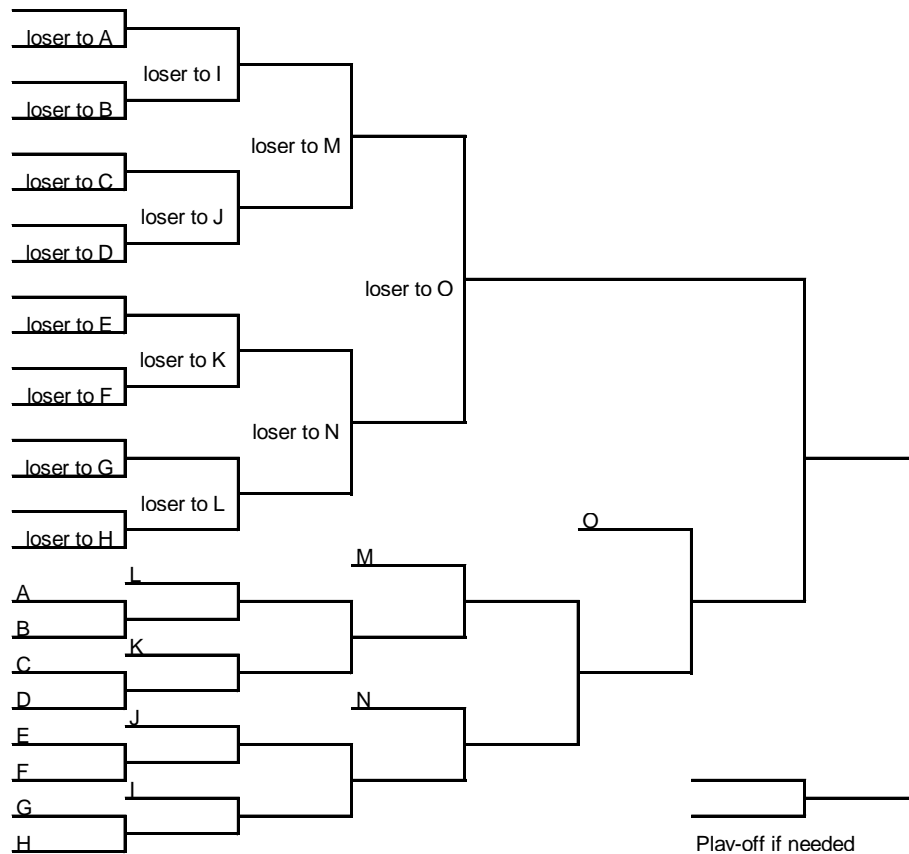 loser to A
loser to I
loser to B
loser to M
loser to C
loser to J
loser to D
loser to O
loser to E
loser to K
loser to F
loser to N
loser to G
loser to L
loser to H
O
M
L
A
B
K
C
D
N
J
E
F
I
G
H
Play-off if needed